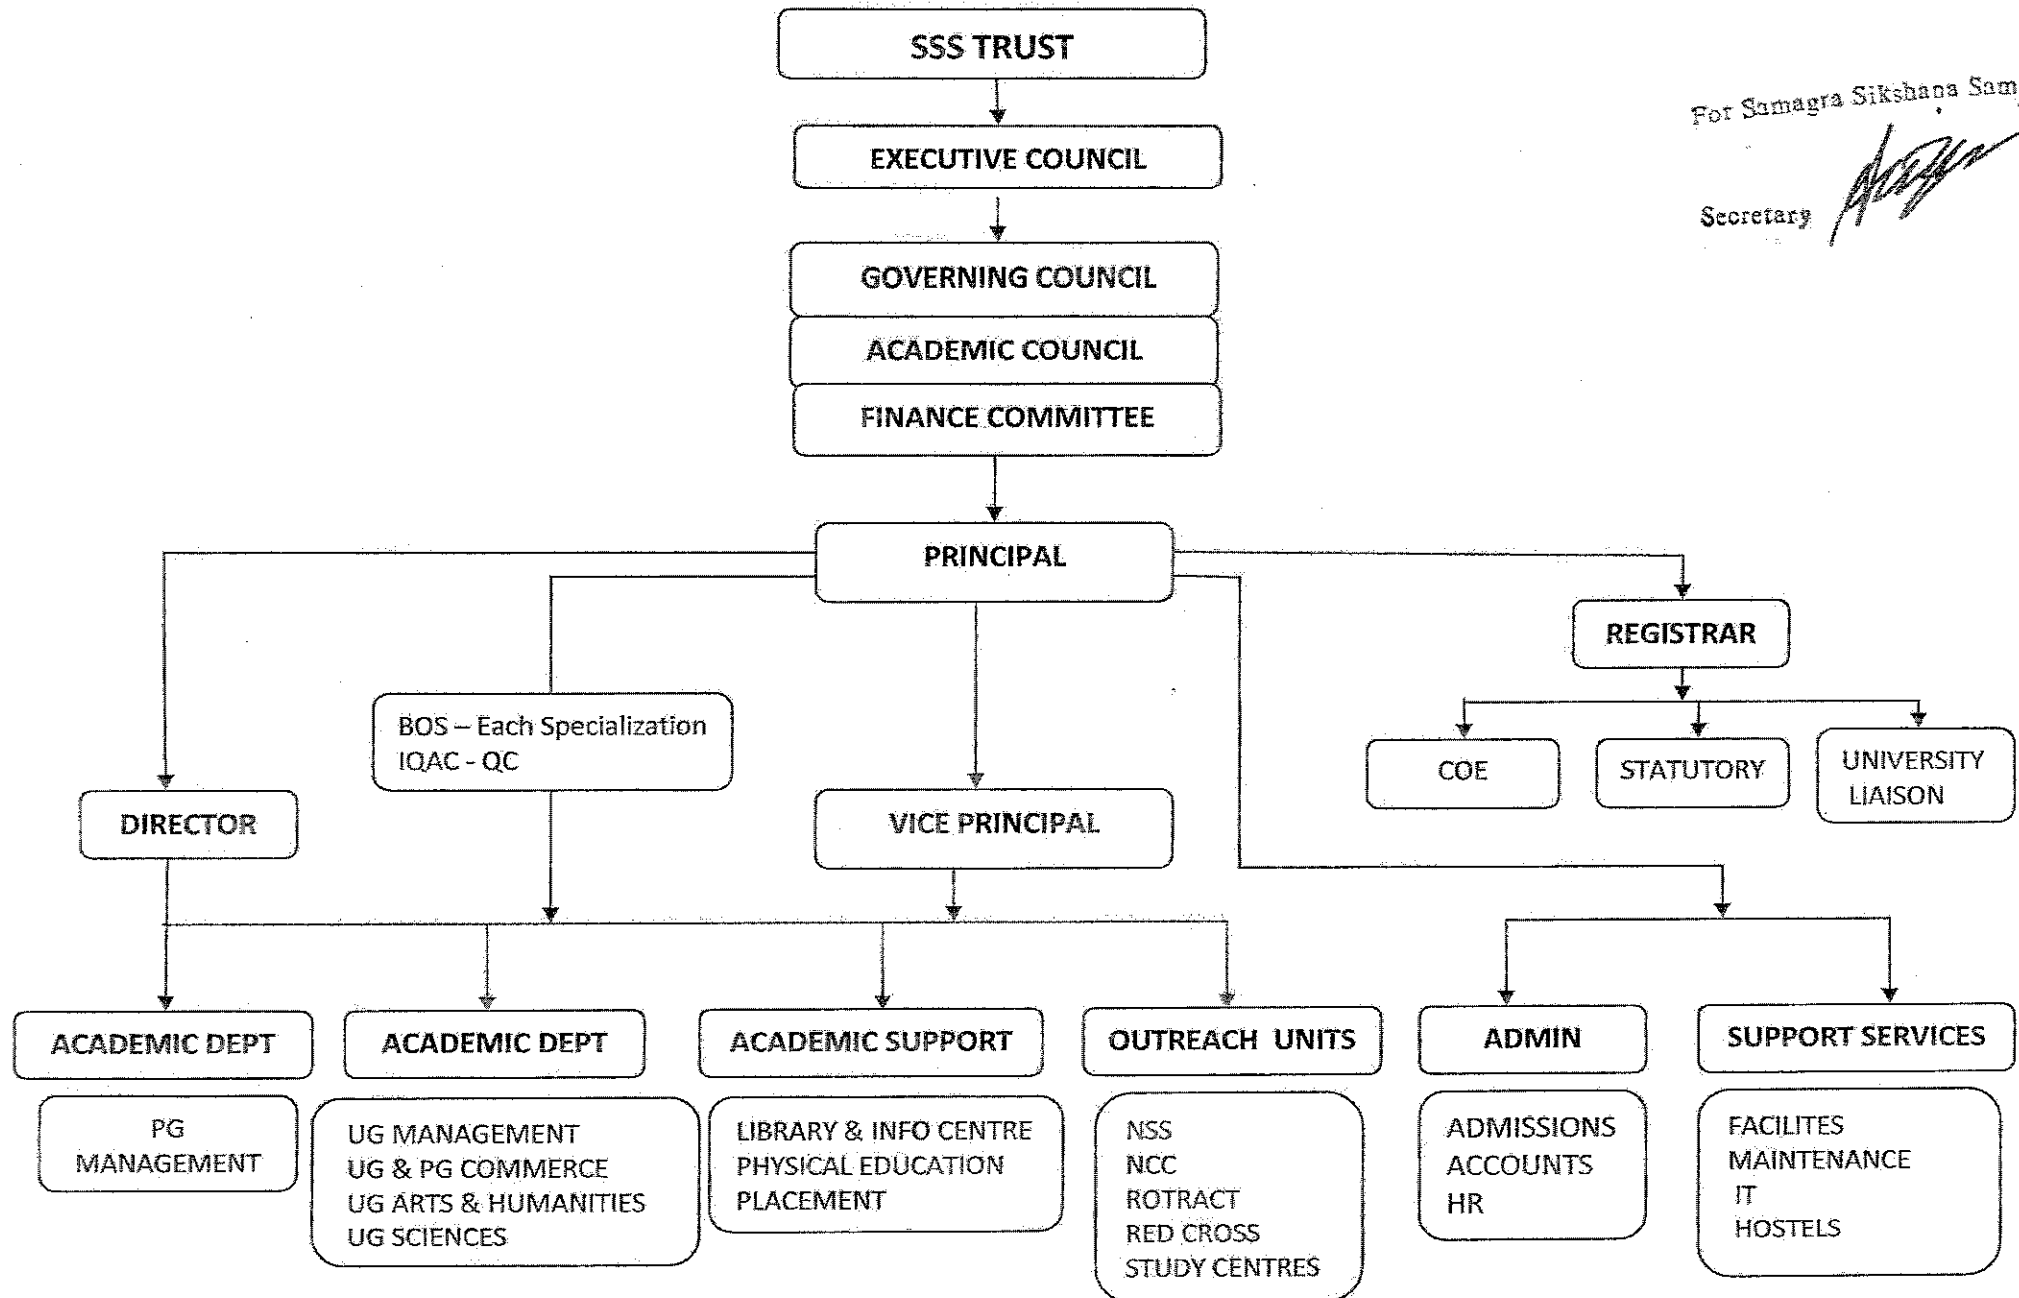 SSS TRUST
For Samagra Sikshana
EXECUTIVE COUNCIL
Secretary
GOVERNING COUNCIL
ACADEMIC COUNCIL
FINANCE COMMITTEE
PRINCIPAL
REGISTRAR
BOS – Each Specialization
IQAC - QC
COE
STATUTORY
UNIVERSITY
LIAISON
DIRECTOR
VICE PRINCIPAL
ACADEMIC DEPT
ACADEMIC DEPT
ACADEMIC SUPPORT
OUTREACH UNITS
ADMIN
SUPPORT SERVICES
PG
MANAGEMENT
UG MANAGEMENT
UG & PG COMMERCE
UG ARTS & HUMANITIES
UG SCIENCES
LIBRARY & INFO CENTRE
PHYSICAL EDUCATION
PLACEMENT
NSS
NCC
ROTRACT
RED CROSS
STUDY CENTRES
ADMISSIONS
ACCOUNTS
HR
FACILITES
MAINTENANCE
IT
HOSTELS